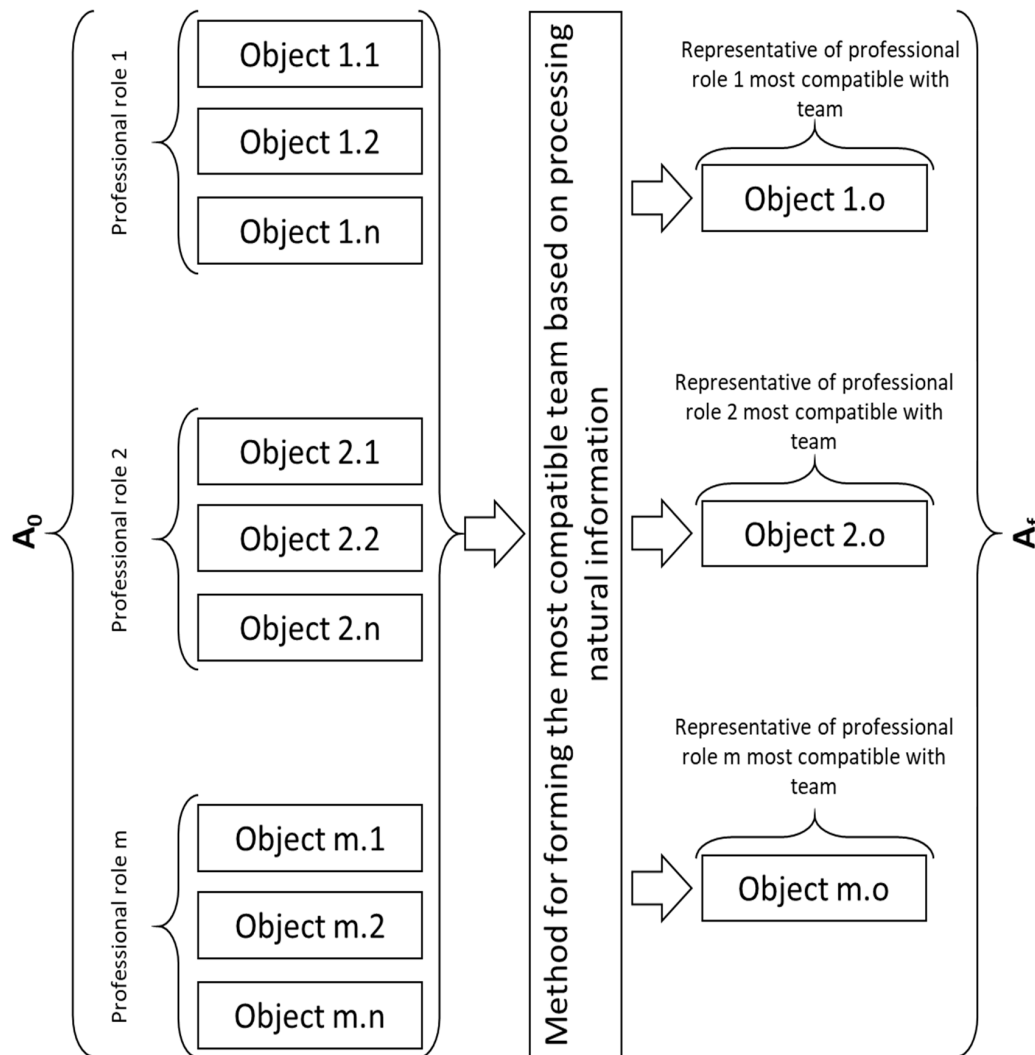 A₀
Professional role 1
Object 1.1
Object 1.2
Object 1.n
Professional role 2
Object 2.1
Object 2.2
Object 2.n
Professional role m
Object m.1
Object m.2
Object m.n
Method for forming the most compatible team based on processing
natural information
Representative of professional
role 1 most compatible with
team
Object 1.o
Representative of professional
role 2 most compatible with
team
Object 2.o
Representative of professional
role m most compatible with
team
Object m.o
A_f